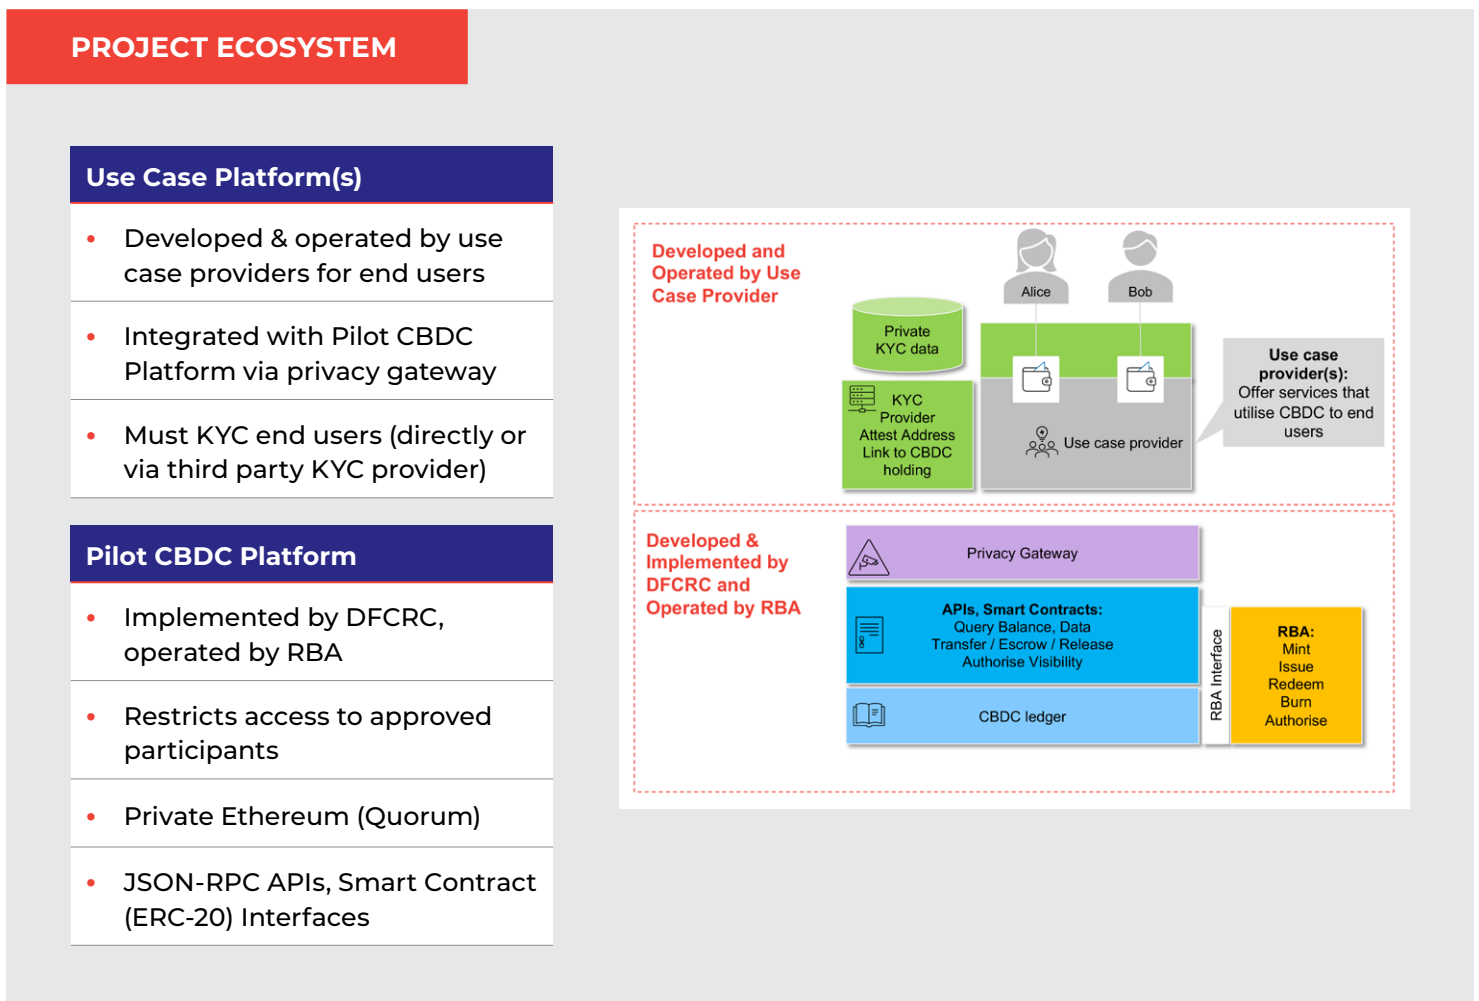 PROJECT ECOSYSTEM
Use Case Platform(s)
• Developed & operated by use
case providers for end users
• Integrated with Pilot CBDC
Platform via privacy gateway
• Must KYC end users (directly or
via third party KYC provider)
Pilot CBDC Platform
• Implemented by DFCRC,
operated by RBA
• Restricts access to approved
participants
• Private Ethereum (Quorum)
• JSON-RPC APIs, Smart Contract
(ERC-20) Interfaces
Developed and
Operated by Use
Case Provider
Alice
Bob
Private
KYC data
KYC
Provider
Attest Address
Link to CBDC
holding
Use case provider
Use case
provider(s):
Offer services that
utilise CBDC to end
users
Developed &
Implemented by
DFCRC and
Operated by RBA
Privacy Gateway
APIs, Smart Contracts:
Query Balance, Data
Transfer / Escrow / Release
Authorise Visibility
CBDC ledger
RBA Interface
RBA:
Mint
Issue
Redeem
Burn
Authorise